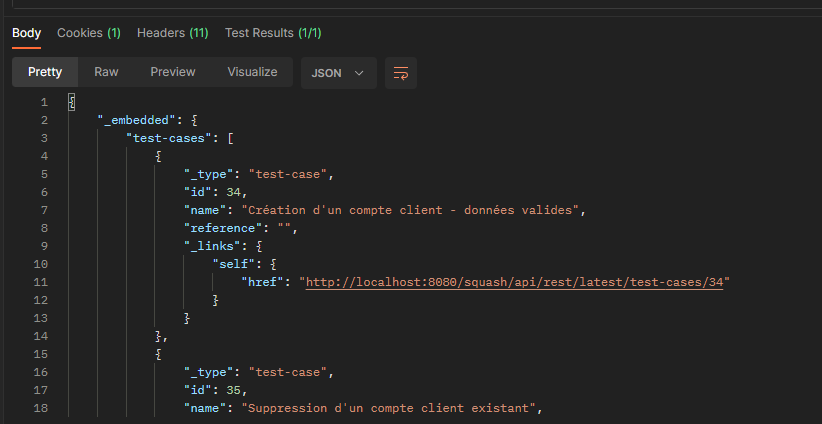 Body Cookies (1) Headers (11) Test Results (1/1)
Pretty Raw Preview Visualize JSON
1 {
2 "_embedded": {
3 "test-cases": [
4 {
5 "_type": "test-case",
6 "id": 34,
7 "name": "Création d'un compte client - données valides",
8 "reference": "",
9 "_links": {
10 "self": {
11 "href": "http://localhost:8080/squash/api/rest/latest/test-cases/34"
12 }
13 }
14 },
15 {
16 "_type": "test-case",
17 "id": 35,
18 "name": "Suppression d'un compte client existant",